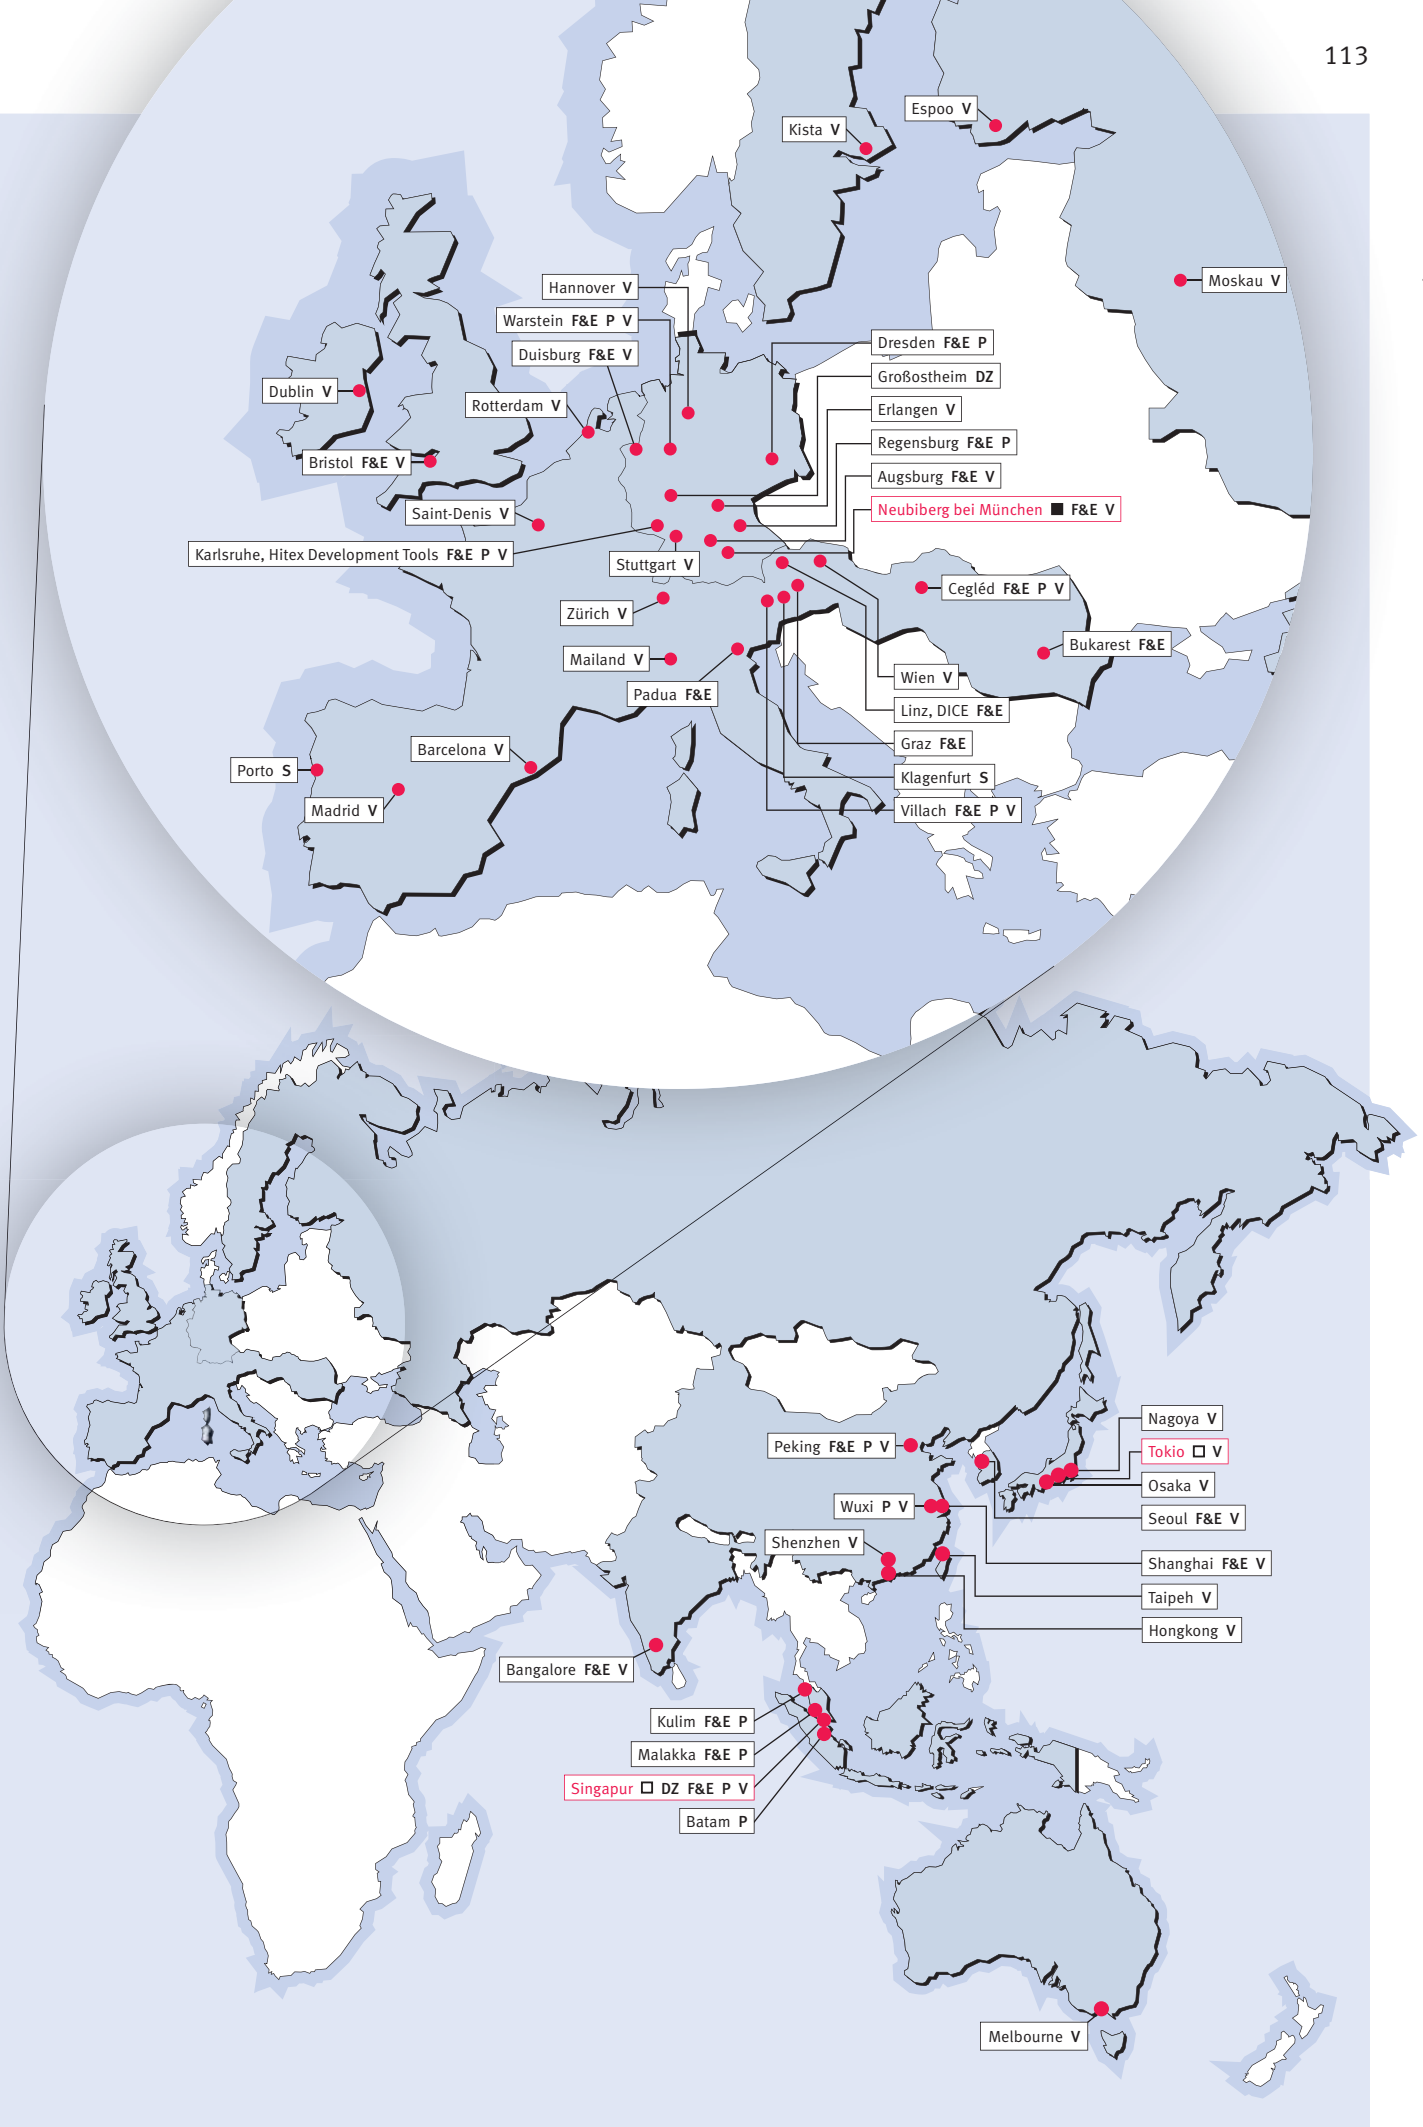 113
Espoo V
Kista V
Moskau V
Hannover V
Warstein F&E P V
Duisburg F&E V
Dresden F&E P
Großostheim DZ
Dublin V
Rotterdam V
Erlangen V
Regensburg F&E P
Bristol F&E V
Augsburg F&E V
Saint-Denis V
Neubiberg bei München ■ F&E V
Karlsruhe, Hitex Development Tools F&E P V
Stuttgart V
Cegléd F&E P V
Zürich V
Bukarest F&E
Mailand V
Wien V
Padua F&E
Linz, DICE F&E
Graz F&E
Barcelona V
Porto S
Klagenfurt S
Madrid V
Villach F&E P V
Nagoya V
Peking F&E P V
Tokio □ V
Osaka V
Wuxi P V
Seoul F&E V
Shenzhen V
Shanghai F&E V
Taipeh V
Hongkong V
Bangalore F&E V
Kulim F&E P
Malakka F&E P
Singapur □ DZ F&E P V
Batam P
Melbourne V